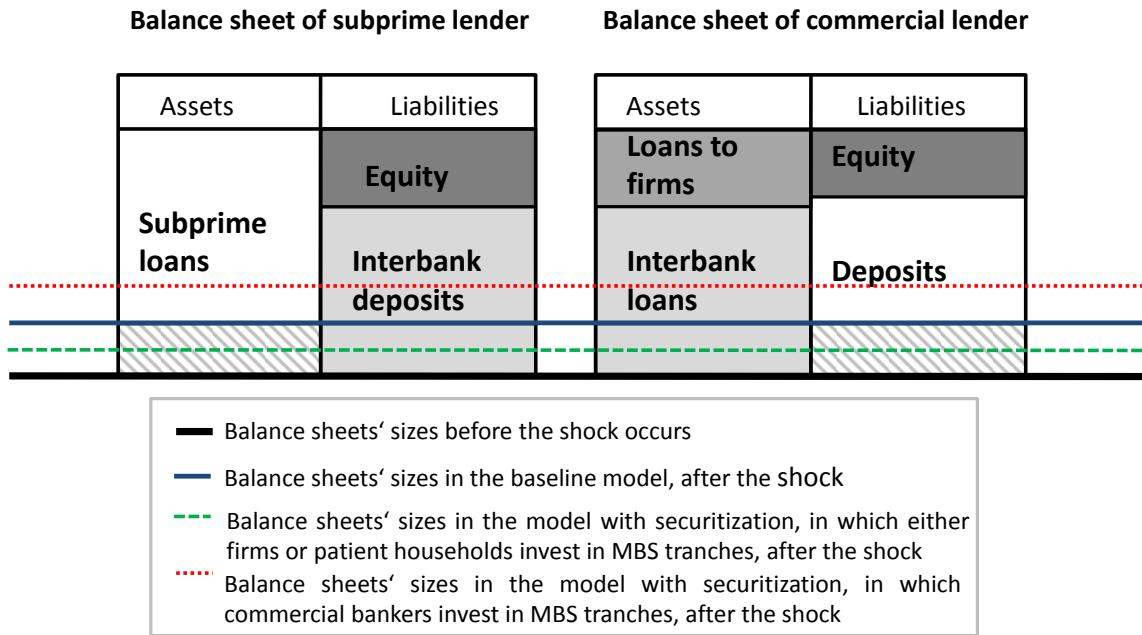 Balance sheet of subprime lender
Balance sheet of commercial lender
Assets
Liabilities
Assets
Liabilities
Subprime
loans
Equity
Interbank
deposits
Loans to
firms
Interbank
loans
Equity
Deposits
Balance sheets‘ sizes before the shock occurs
Balance sheets‘ sizes in the baseline model, after the shock
Balance sheets‘ sizes in the model with securitization, in which either
firms or patient households invest in MBS tranches, after the shock
Balance sheets‘ sizes in the model with securitization, in which
commercial bankers invest in MBS tranches, after the shock